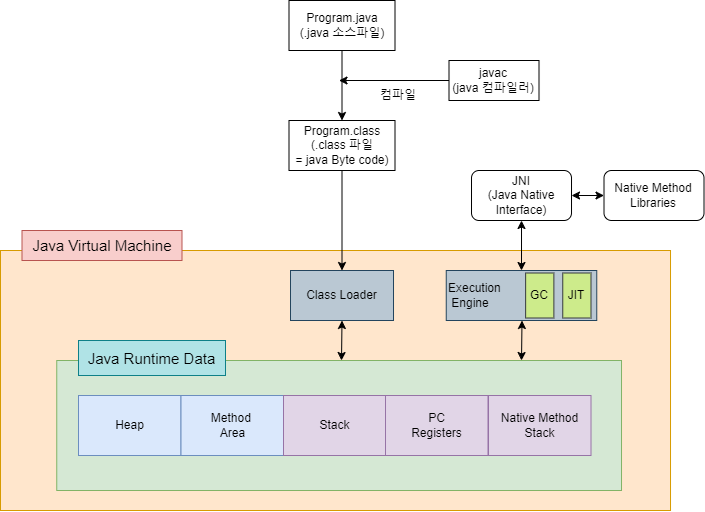 Program.java
(.java 소스파일)
javac
(java 컴파일러)
컴파일
Program.class
(.class 파일
= java Byte code)
JNI
(Java Native
Interface)
Native Method
Libraries
Java Virtual Machine
Class Loader
Execution
Engine
GC
JIT
Java Runtime Data
Heap
Method
Area
Stack
PC
Registers
Native Method
Stack